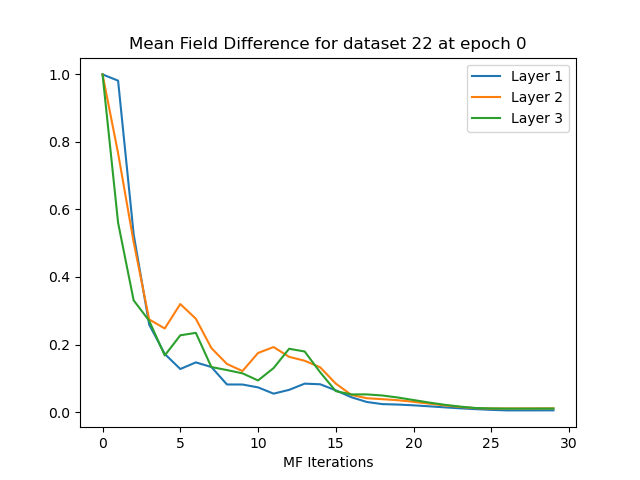 Mean Field Difference for dataset 22 at epoch 0
1.0
0.8
0.6
0.4
0.2
0.0
Layer 1
Layer 2
Layer 3
0 5 10 15 20 25 30
MF Iterations